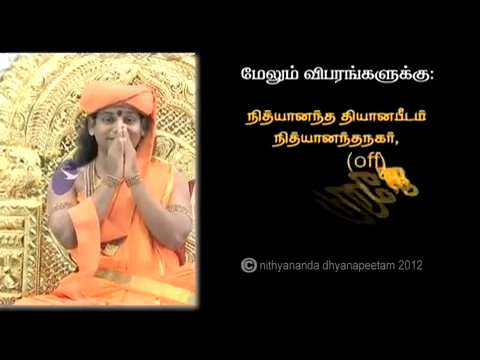 மேலும் விபரங்களுக்கு:
நித்யானந்த தியானபீடம்
நித்யானந்தநகர்,
(off)
© nithyananda dhyanapeetam 2012